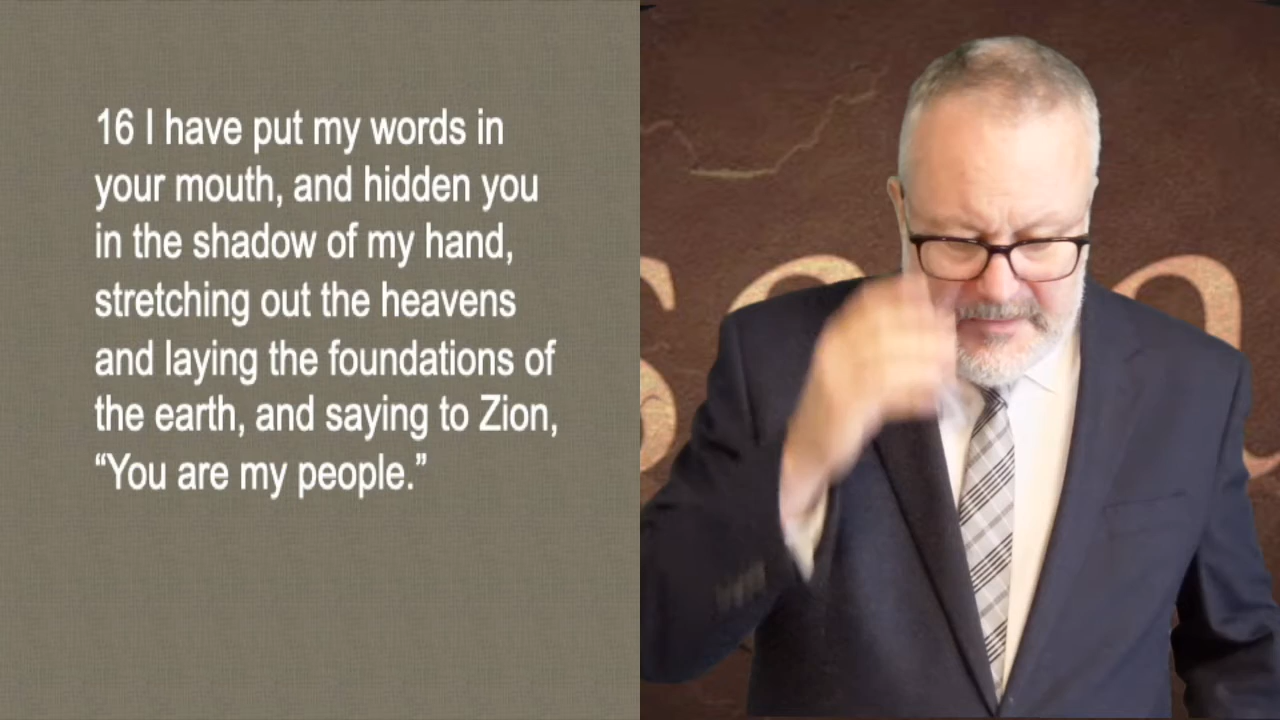 16 I have put my words in
your mouth, and hidden you
in the shadow of my hand,
stretching out the heavens
and laying the foundations of
the earth, and saying to Zion,
“You are my people.”